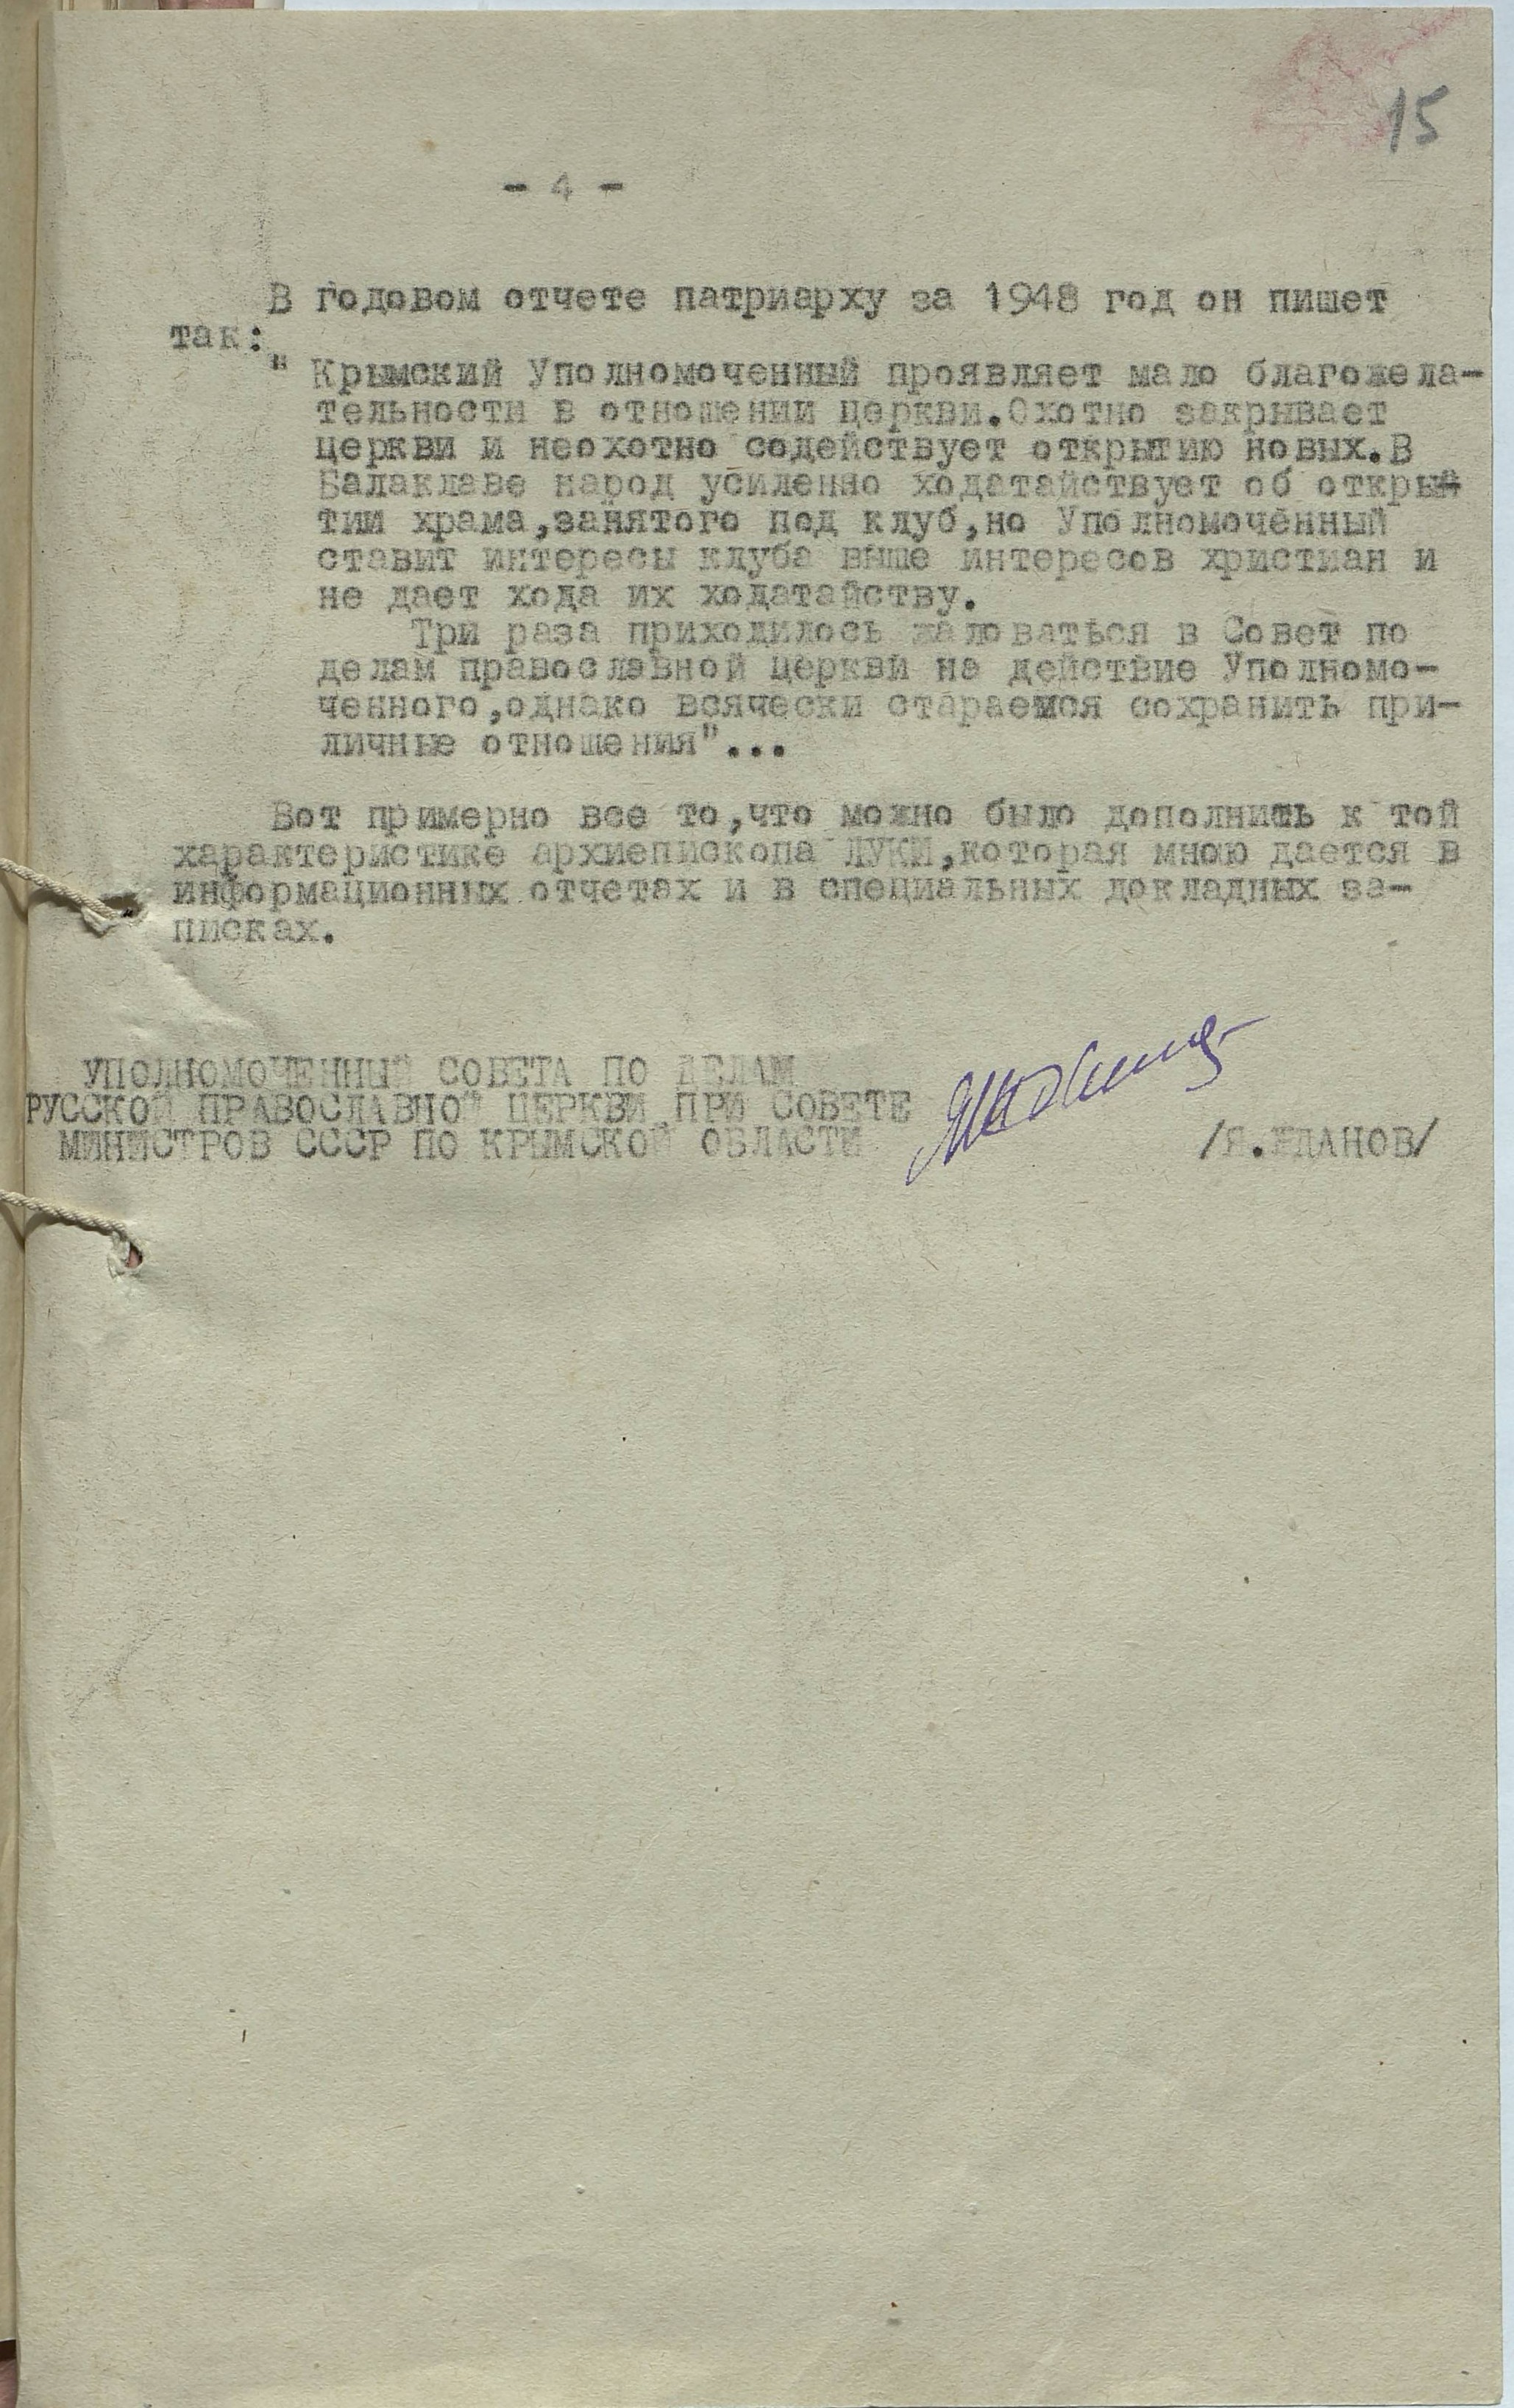 15
- 4 -
В годовом отчете патриарху за 1948 год он пишет
так:
" Крымский Уполномоченный проявляет мало благожела-
тельности в отношении церкви.Охотно закрывает
церкви и неохотно содействует открытию новых.В
Балаклаве народ усиленно ходатайствует об откры-
тии храма,занятого под клуб,но Уполномоченный
ставит интересы клуба выше интересов христиан и
не дает хода их ходатайству.
Три раза приходилось жаловаться в Совет по
делам православной церкви на действие Уполномо-
ченного,однако всячески стараемся сохранить при-
личные отношения"...
Вот примерно все то,что можно было дополнить к той
характеристике архиепископа ЛУКИ,которая мною дается в
информационных отчетах и в специальных докладных за-
писках.
УПОЛНОМОЧЕННЫЙ СОВЕТА ПО ДЕЛАМ
РУССКОЙ ПРАВОСЛАВНОЙ ЦЕРКВИ ПРИ СОВЕТЕ
МИНИСТРОВ СССР ПО КРЫМСКОЙ ОБЛАСТИ /Я.ЖДАНОВ/